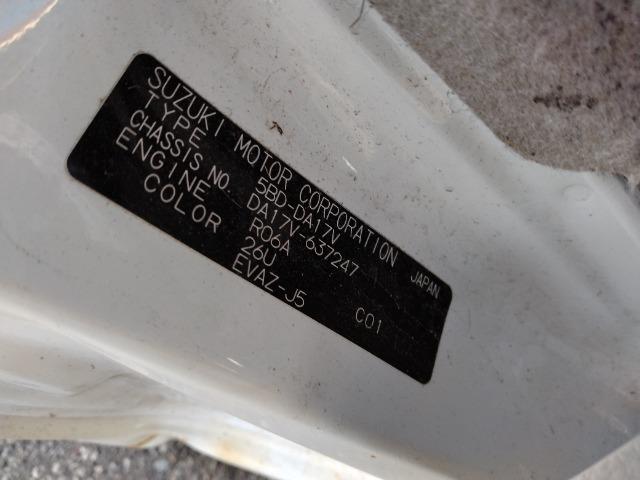 SUZUKI MOTOR CORPORATION JAPAN
TYPE 5BD-DA17V
CHASSIS NO. DA17V-637247
ENGINE R06A
COLOR 26U
EVAZ-J5 C01